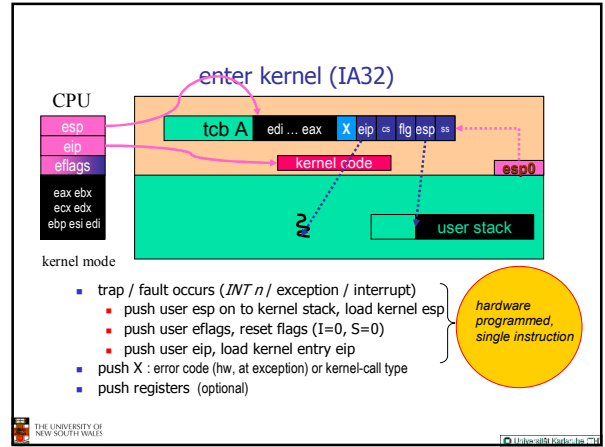 enter kernel (IA32)
CPU
esp
eip
eflags
eax ebx
ecx edx
ebp esi edi
kernel mode
tcb A
edi ... eax
X
eip
cs
flg
esp
ss
kernel code
esp0
user stack
trap / fault occurs (INT n / exception / interrupt)
push user esp on to kernel stack, load kernel esp
push user eflags, reset flags (I=0, S=0)
push user eip, load kernel entry eip
push X : error code (hw, at exception) or kernel-call type
push registers (optional)
hardware
programmed,
single instruction
THE UNIVERSITY OF
NEW SOUTH WALES
Universität Karlsruhe